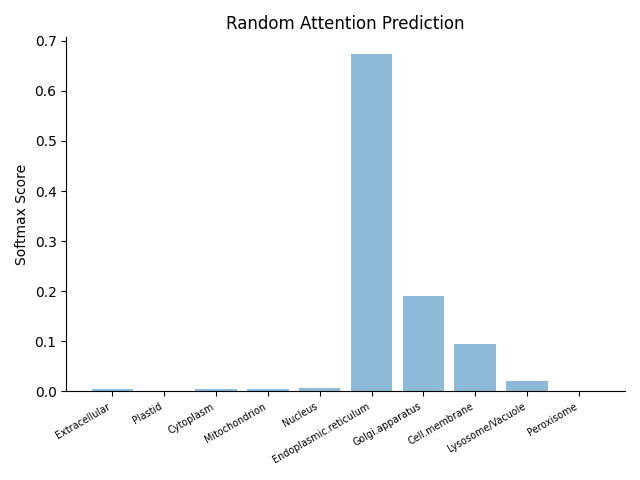 Random Attention Prediction
Softmax Score
0.7
0.6
0.5
0.4
0.3
0.2
0.1
0.0
Extracellular
Plastid
Cytoplasm
Mitochondrion
Nucleus
Endoplasmic.reticulum
Golgi.apparatus
Cell.membrane
Lysosome/Vacuole
Peroxisome